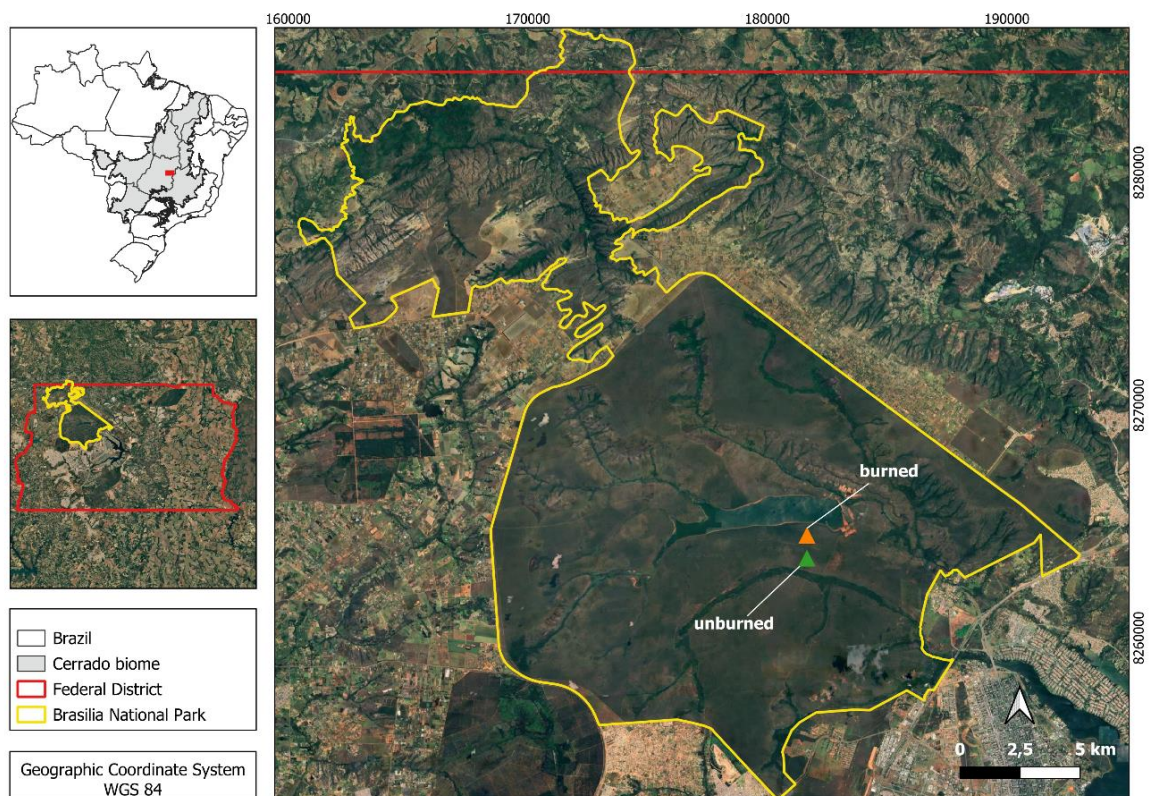 160000
170000
180000
190000
8280000
8270000
burned
unburned
8260000
Brazil
Cerrado biome
Federal District
Brasilia National Park
0 2,5 5 km
Geographic Coordinate System
WGS 84